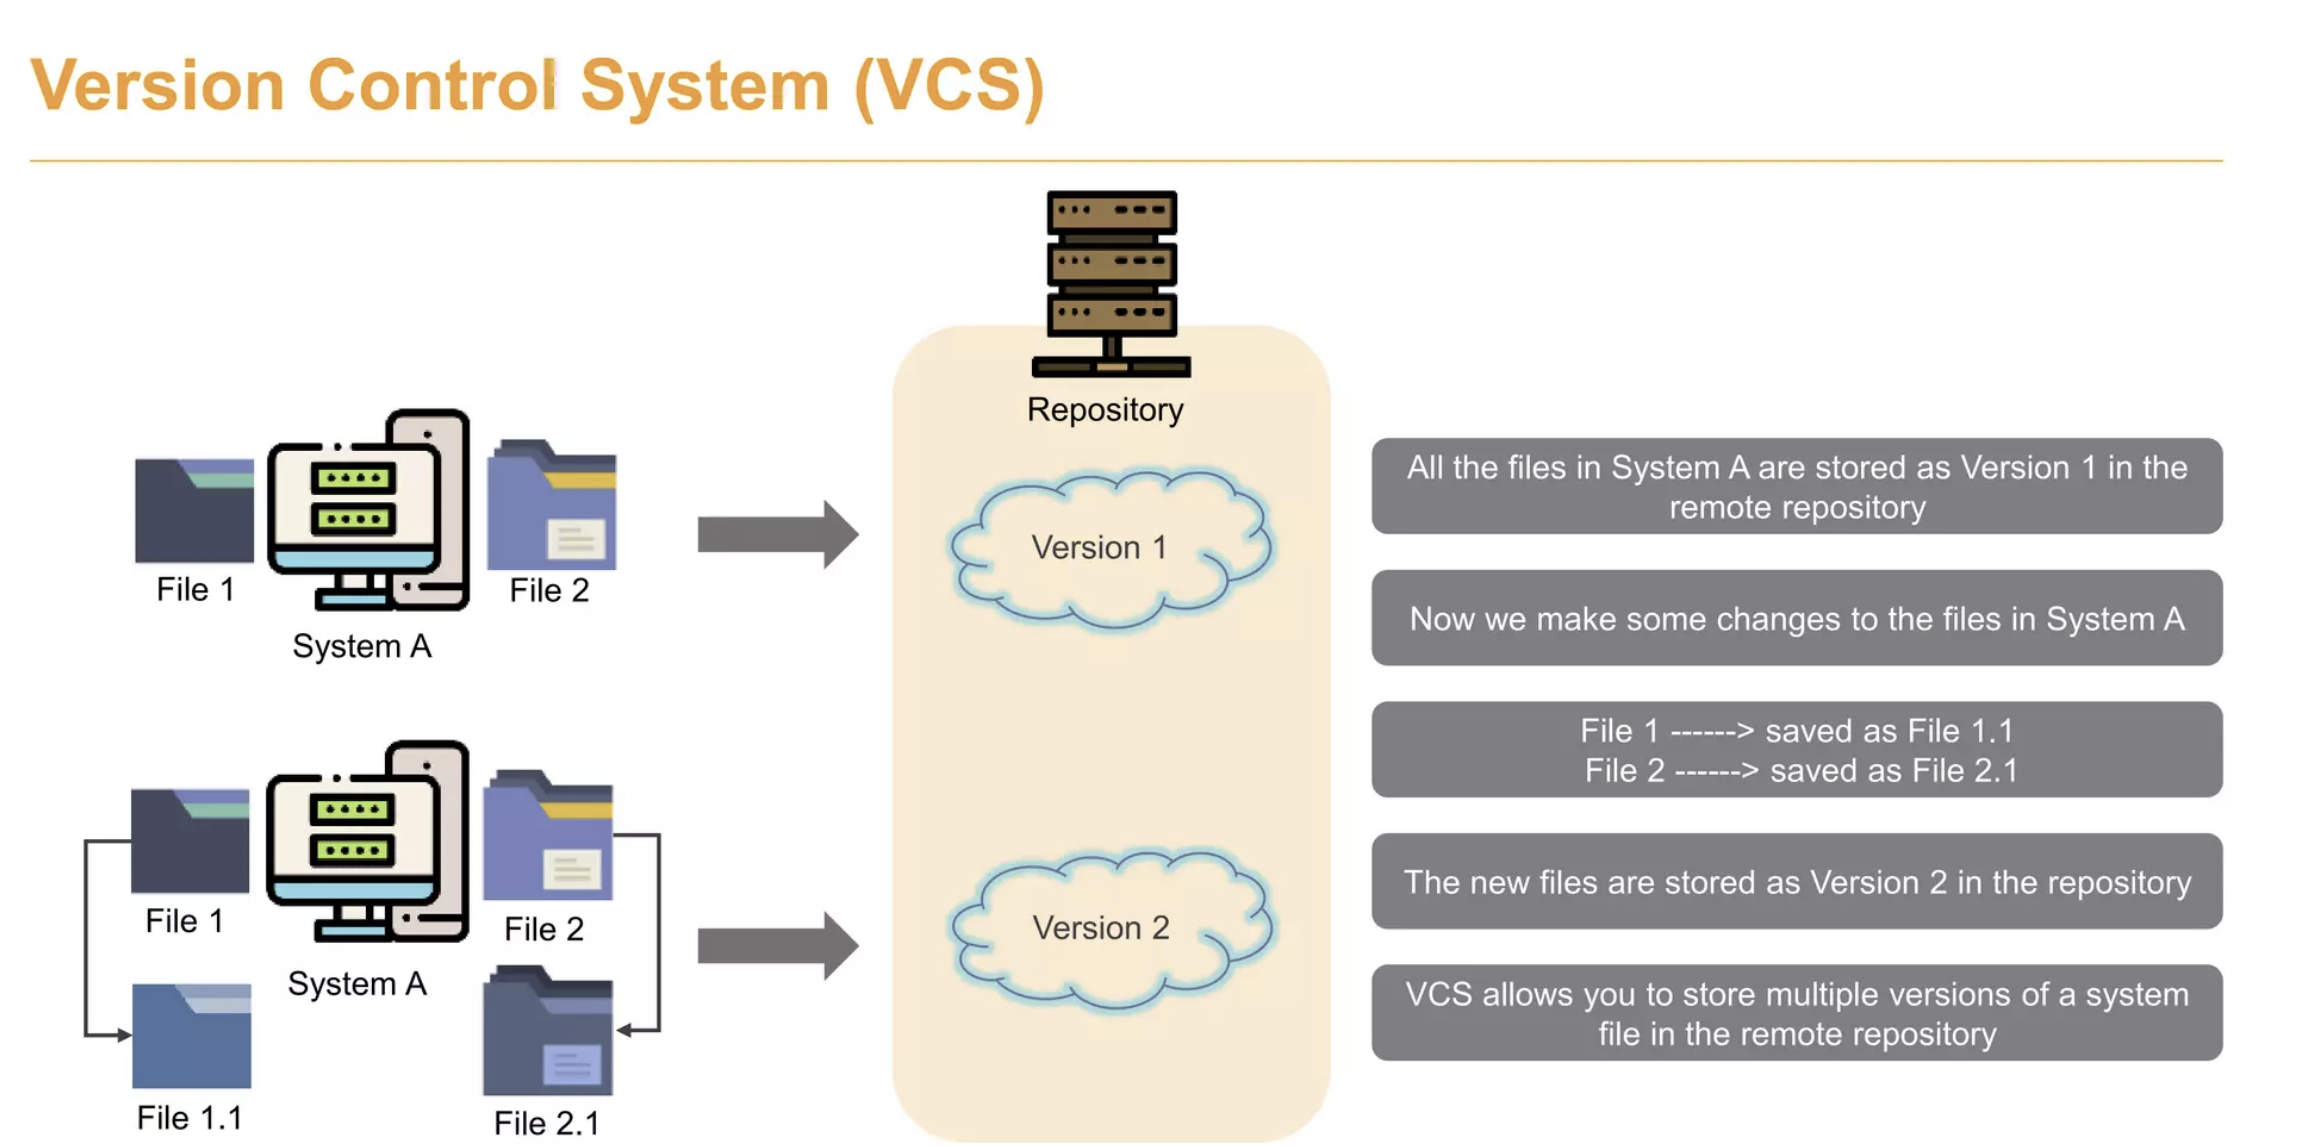 Version Control System (VCS)
Repository
File 1
File 2
System A
Version 1
File 1
File 2
System A
File 1.1
File 2.1
Version 2
All the files in System A are stored as Version 1 in the
remote repository
Now we make some changes to the files in System A
File 1 ------> saved as File 1.1
File 2 ------> saved as File 2.1
The new files are stored as Version 2 in the repository
VCS allows you to store multiple versions of a system
file in the remote repository